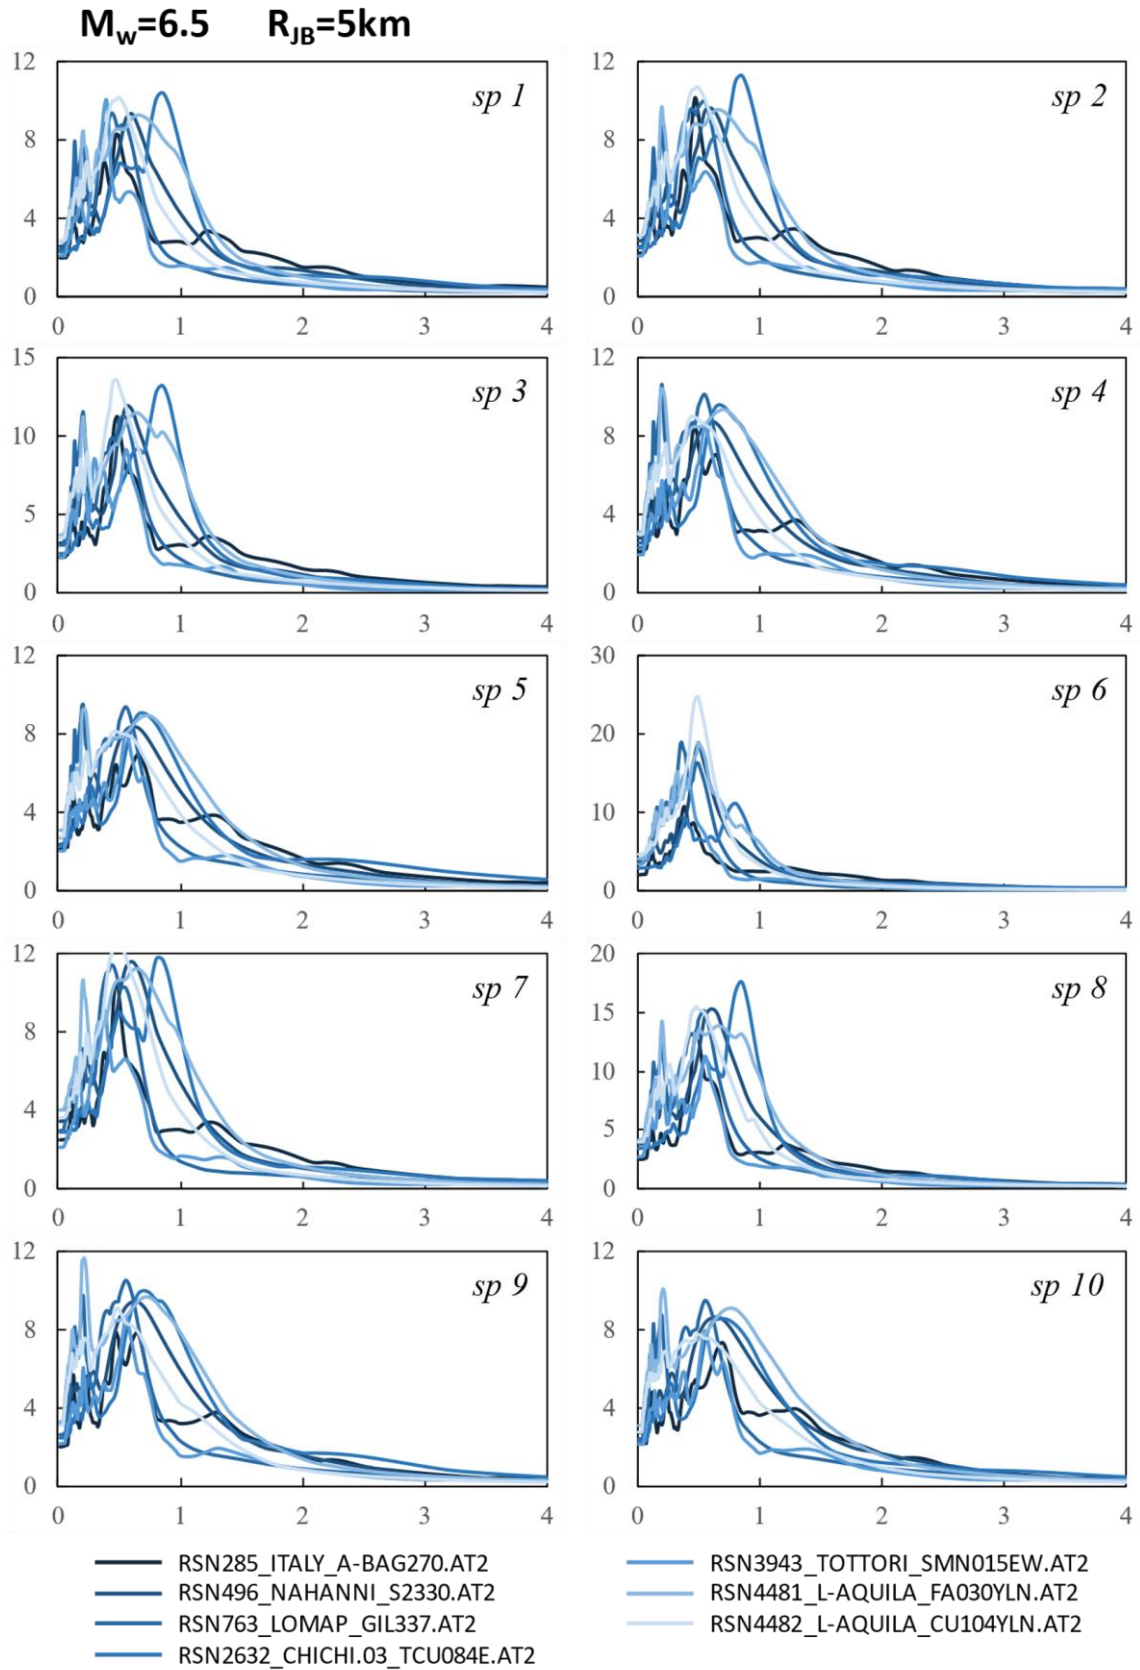 Mw=6.5 RJB=5km
12 8 4 0
sp 1
0 1 2 3 4
12 8 4 0
sp 2
0 1 2 3 4
15 10 5 0
sp 3
0 1 2 3 4
12 8 4 0
sp 4
0 1 2 3 4
12 8 4 0
sp 5
0 1 2 3 4
30 20 10 0
sp 6
0 1 2 3 4
12 8 4 0
sp 7
0 1 2 3 4
20 15 10 5 0
sp 8
0 1 2 3 4
12 8 4 0
sp 9
0 1 2 3 4
12 8 4 0
sp 10
0 1 2 3 4
RSN285_ITALY_A-BAG270.AT2
RSN496_NAHANNI_S2330.AT2
RSN763_LOMAP_GIL337.AT2
RSN2632_CHICHI.03_TCU084E.AT2
RSN3943_TOTTORI_SMN015EW.AT2
RSN4481_L-AQUILA_FA030YLN.AT2
RSN4482_L-AQUILA_CU104YLN.AT2